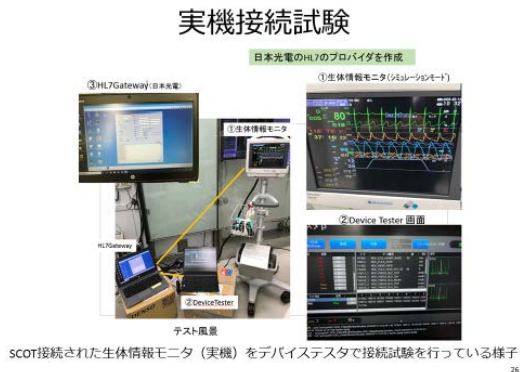 実機接続試験
日本光電のHL7のプロバイダを作成
③HL7Gateway(日本光電)
①生体情報モニタ(シミュレーションモード)
①生体情報モニタ
80
②Device Tester 画面
HL7Gateway
②DeviceTester
テスト風景
SCOT接続された生体情報モニタ（実機）をデバイステスタで接続試験を行っている様子
26